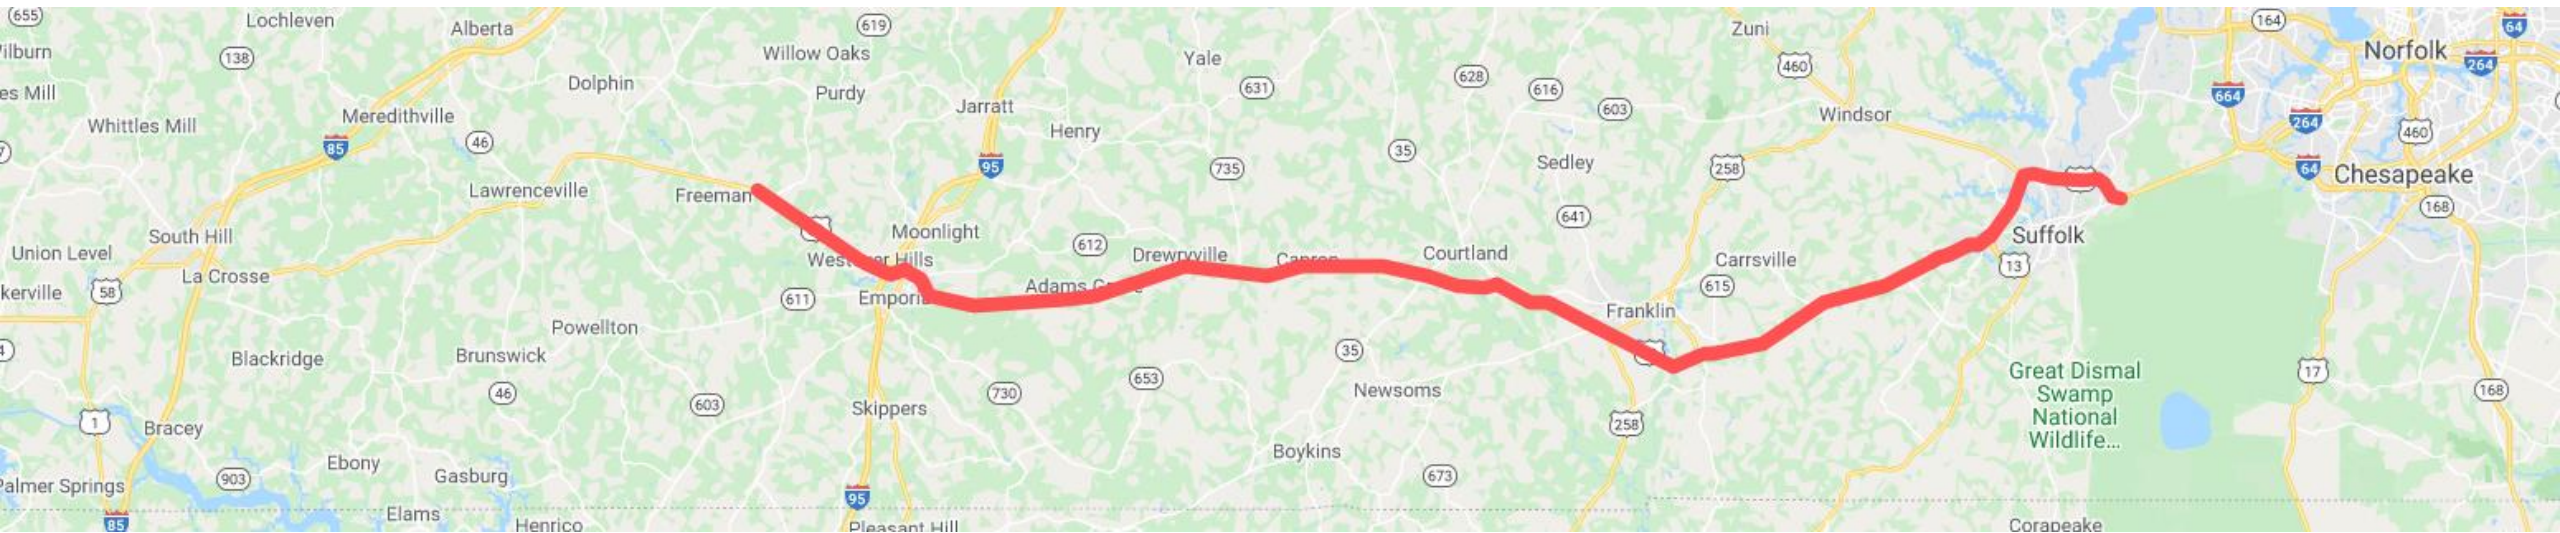 655
Lochleven
Alberta
619
Zuni
164
64
ilburn
138
Willow Oaks
Yale
460
Norfolk
264
Dolphin
628
es Mill
Purdy
631
616
664
Jarratt
603
Windsor
Meredithville
264
Whittles Mill
Henry
460
85
46
35
Sedley
95
735
258
64
Chesapeake
Lawrenceville
Freeman
168
641
South Hill
Moonlight
Suffolk
Union Level
612
Drewryville
Courtland
Hills
Carrsville
La Crosse
13
kerville
58
Adams
615
611
Franklin
Powellton
Brunswick
Blackridge
35
Great Dismal
Swamp
National
Wildlife...
17
653
Newsoms
46
730
168
603
Skippers
1
258
Bracey
Boykins
Ebony
Gasburg
673
903
Palmer Springs
95
Elams
85
Henrico
Pleasant Hill
Corapeake